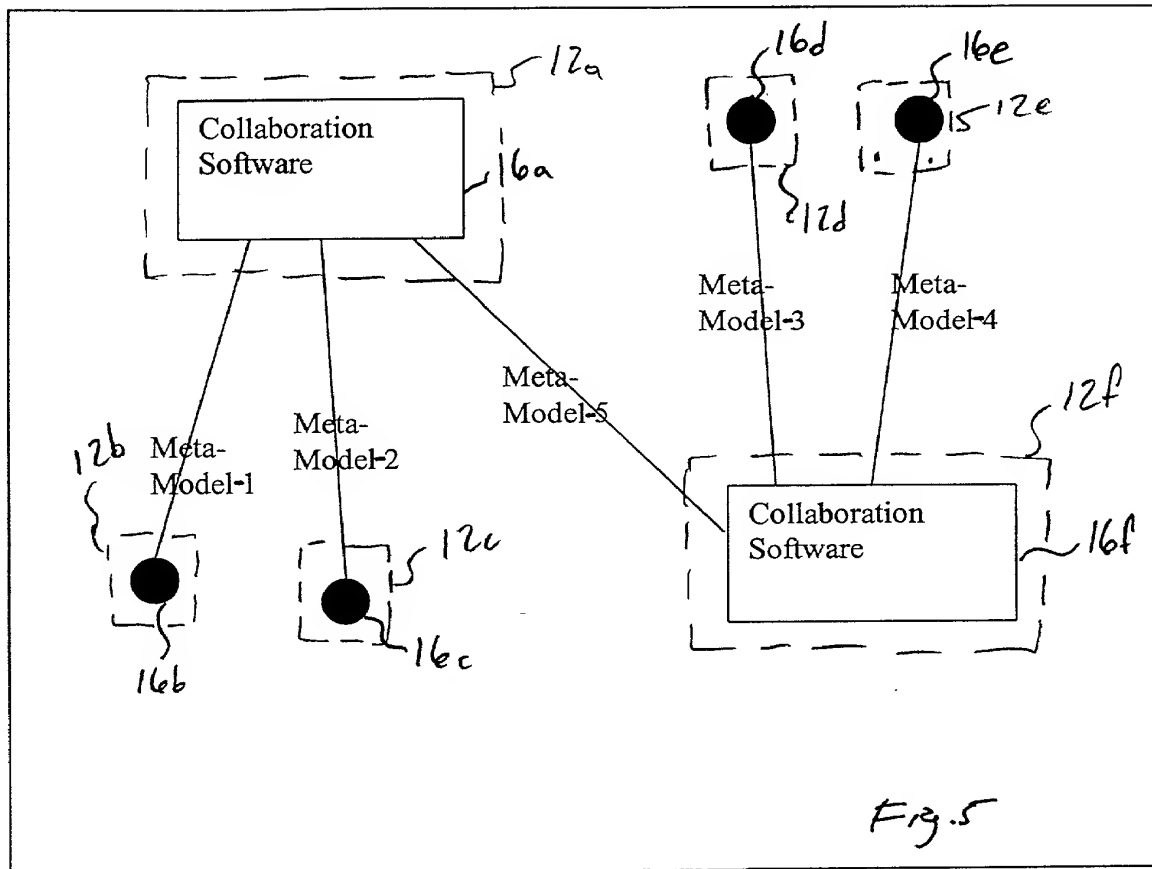 12a
16d
16e
Collaboration
Software
12e
16a
12d
Meta-
Model-3
Meta-
Model-4
Meta-
Model-5
12f
12b
Meta-
Model-1
Meta-
Model-2
12c
Collaboration
Software
16f
16b
16c
Fig. 5